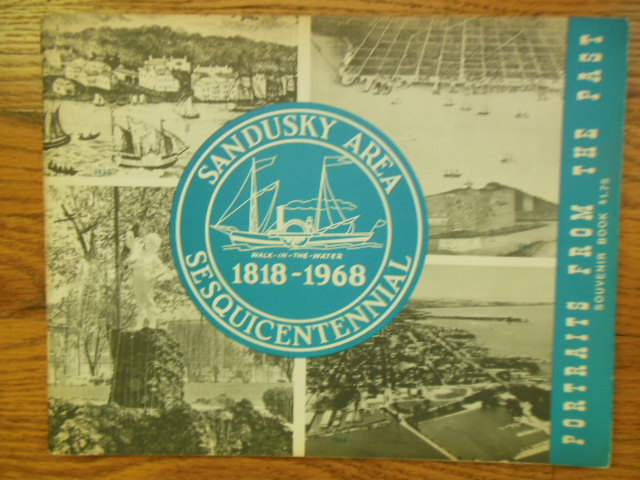 SANDUSKY AREA
WALK-IN-THE-WATER
1818-1968
SESQUICENTENNIAL
PORTRAITS FROM THE PAST
SOUVENIR BOOK $1.75